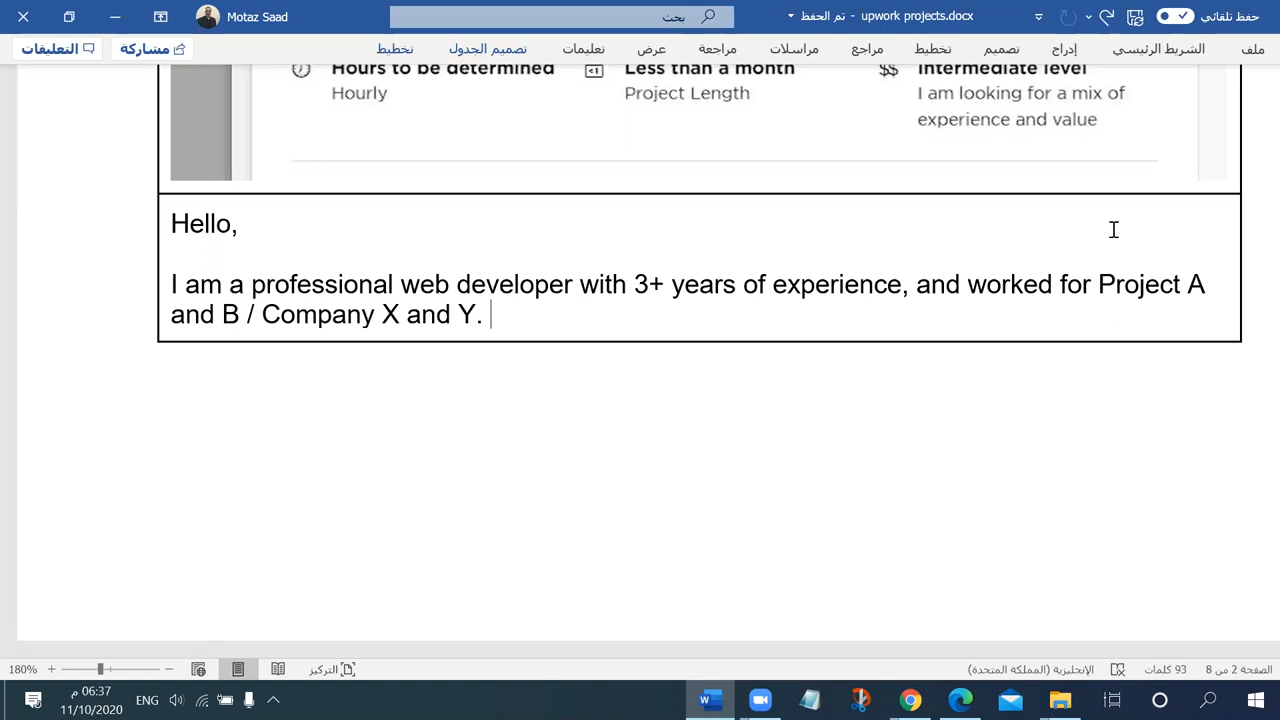 Motaz Saad
بحث
upwork projects.docx - تم الحفظ
حفظ تلقائي
ملف
الشريط الرئيسي
إدراج
تصميم
تخطيط
مراجع
مراسلات
مراجعة
عرض
تعليمات
تصميم الجدول
تخطيط
مشاركة
التعليقات
Hours to be determined
Hourly
Less than a month
Project Length
$$ Intermediate level
I am looking for a mix of
experience and value
Hello,
I am a professional web developer with 3+ years of experience, and worked for Project A
and B / Company X and Y.
الصفحة 2 من 8
93 كلمات
الإنجليزية (المملكة المتحدة)
التركيز
180%
ENG
06:37 م
11/10/2020